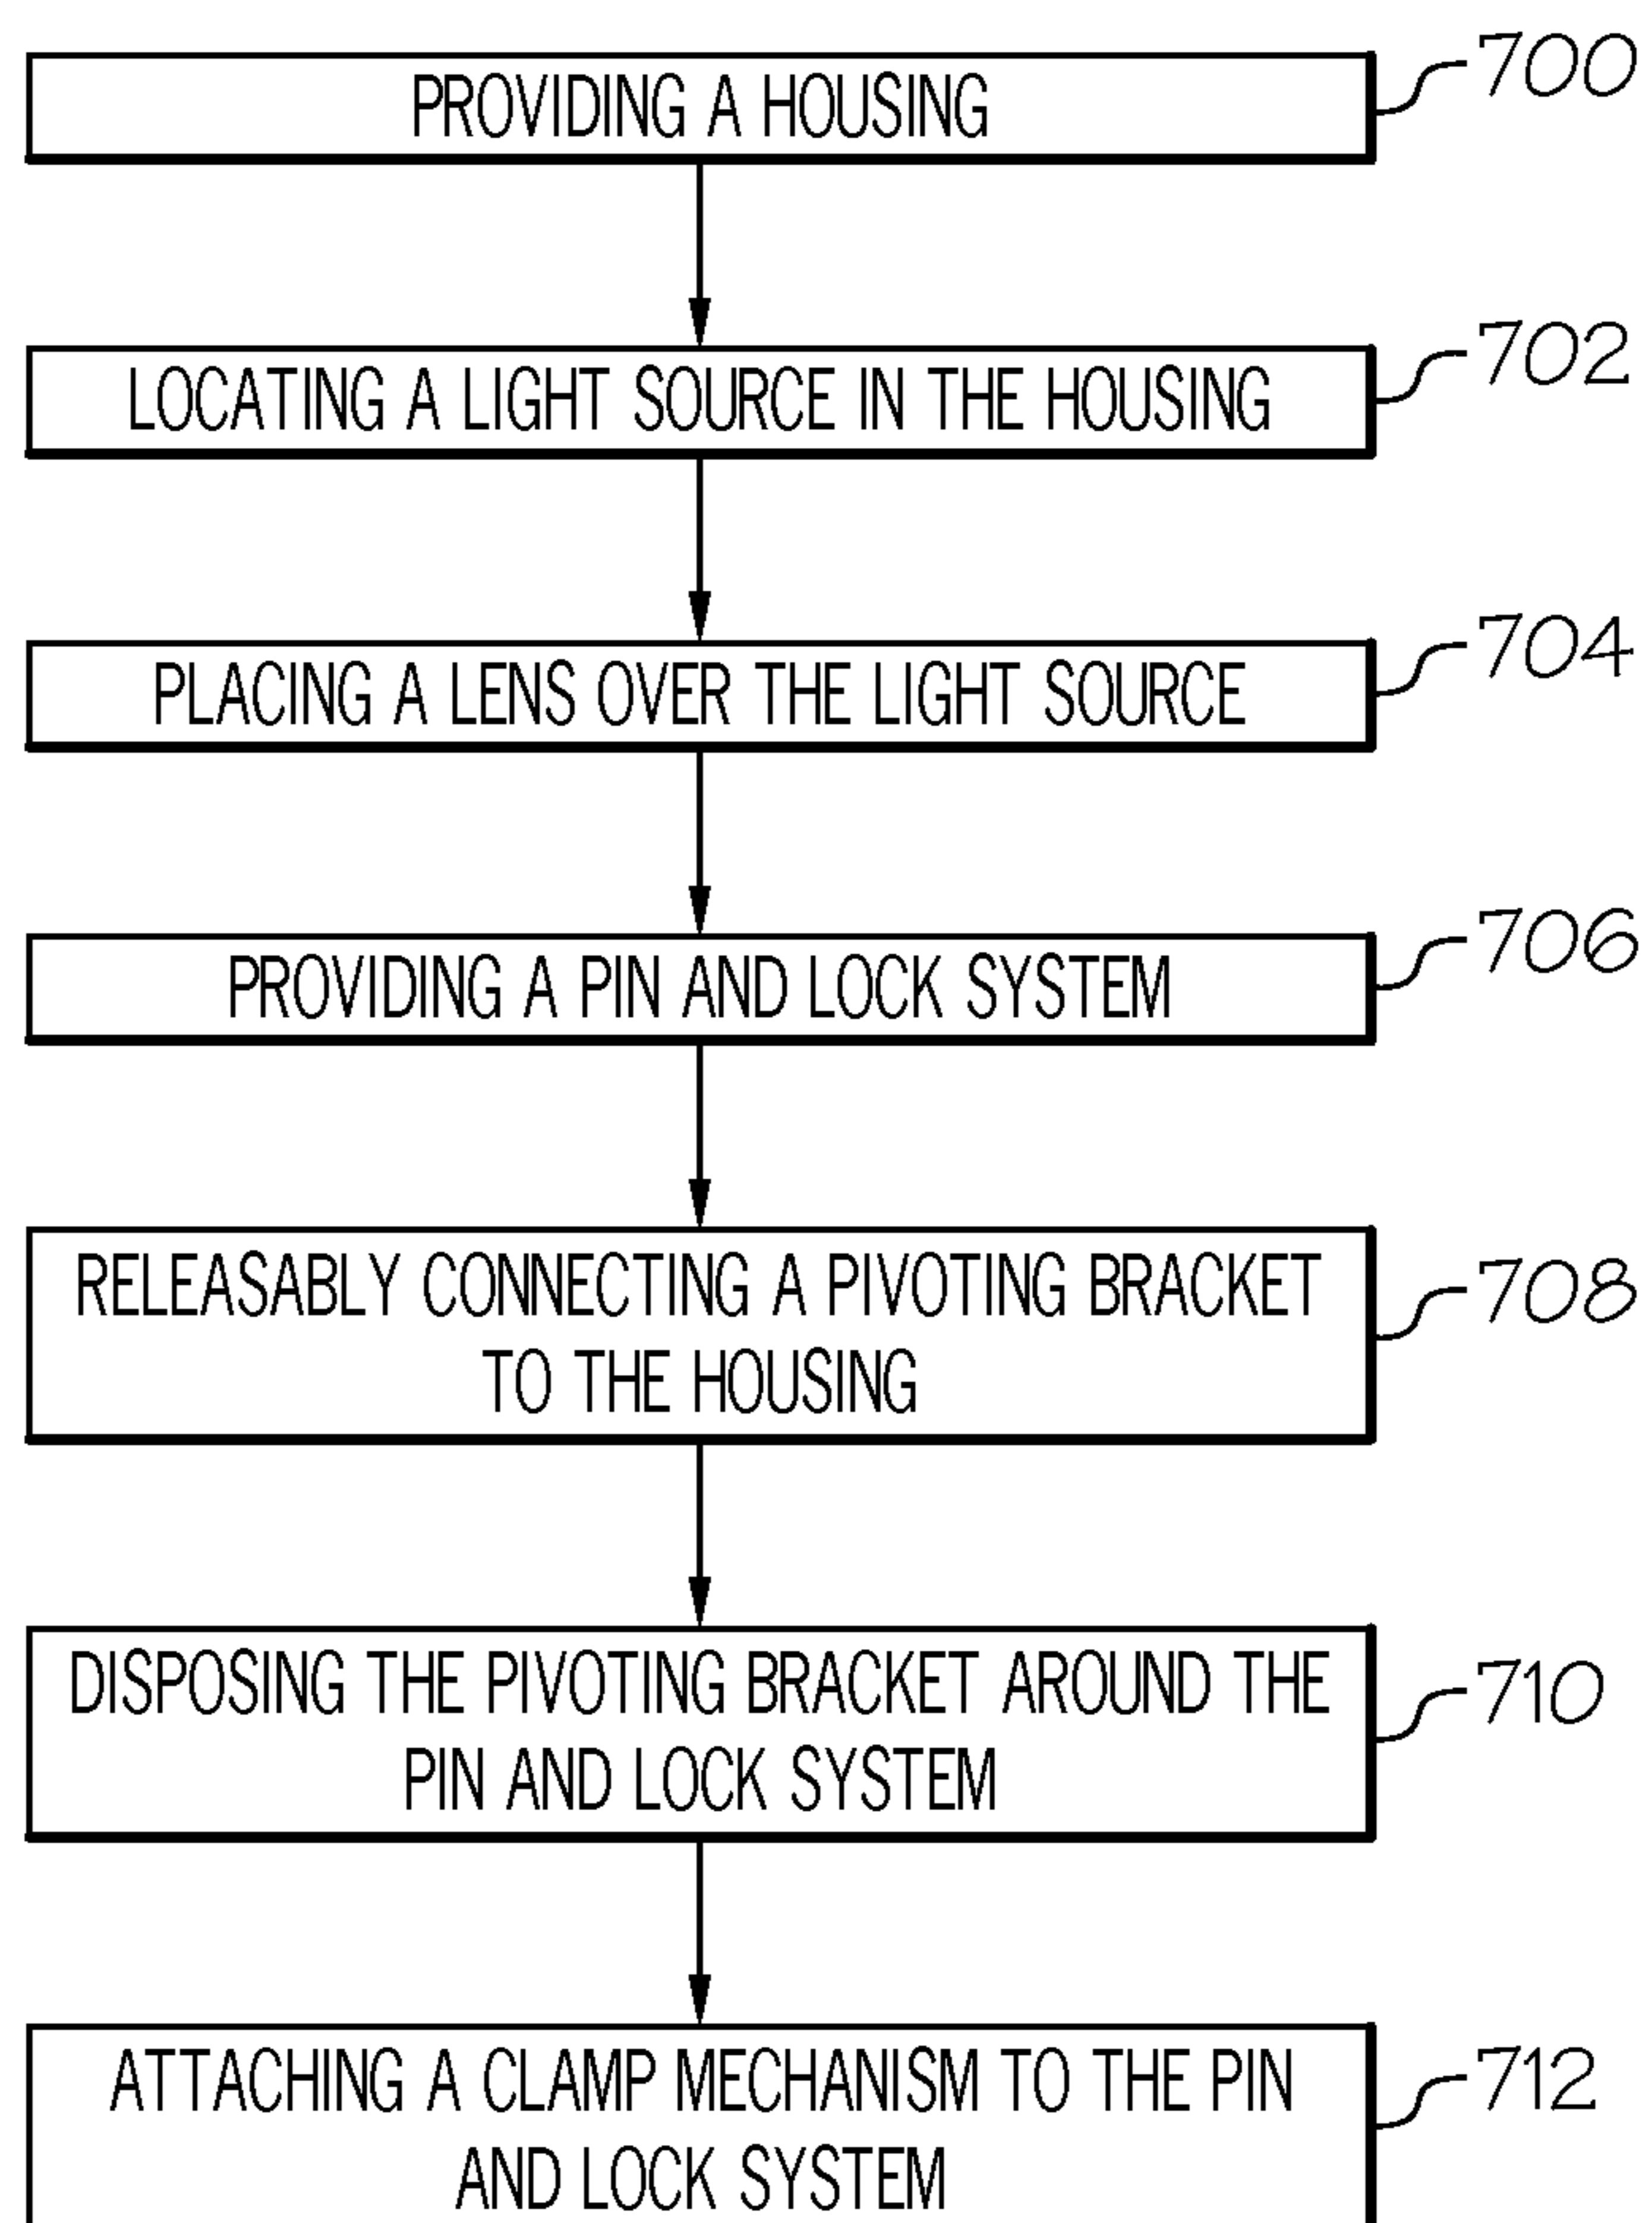 PROVIDING A HOUSING
700
LOCATING A LIGHT SOURCE IN THE HOUSING
702
PLACING A LENS OVER THE LIGHT SOURCE
704
PROVIDING A PIN AND LOCK SYSTEM
706
RELEASABLY CONNECTING A PIVOTING BRACKET
TO THE HOUSING
708
DISPOSING THE PIVOTING BRACKET AROUND THE
PIN AND LOCK SYSTEM
710
ATTACHING A CLAMP MECHANISM TO THE PIN
AND LOCK SYSTEM
712